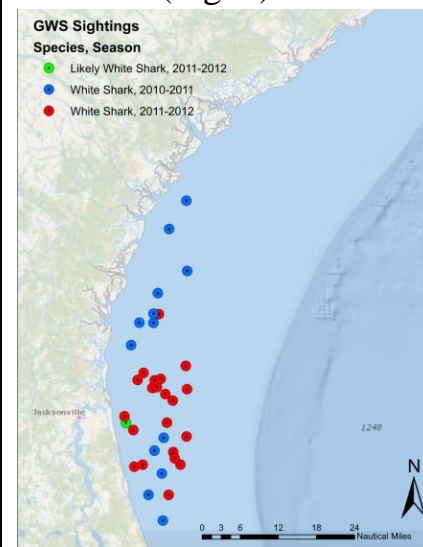 GWS Sightings
Species, Season
Likely White Shark, 2011-2012
White Shark, 2010-2011
White Shark, 2011-2012
Jacksonville
1248
N
0 3 6 12 18 24
Nautical Miles